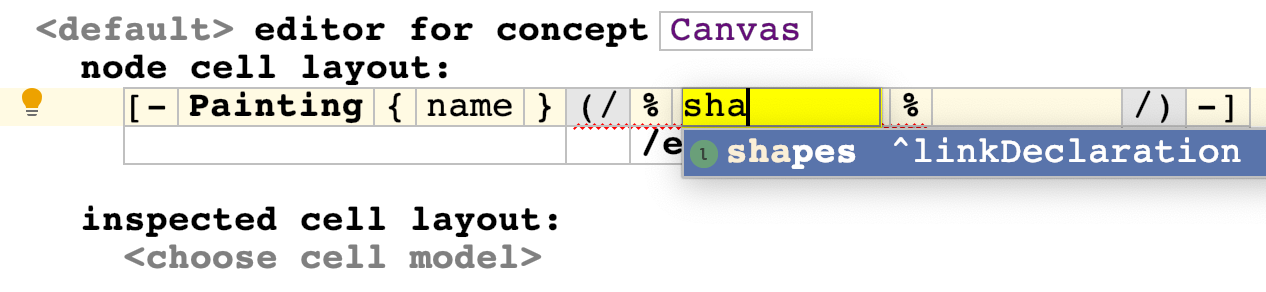 <default> editor for concept Canvas
node cell layout:
[- Painting { name } (/ % sha % /) -]
/e
shapes ^linkDeclaration
inspected cell layout:
<choose cell model>